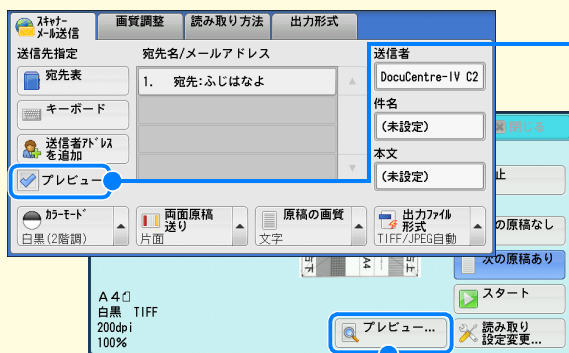 スキャナー
メール送信
画質調整
読み取り方法
出力形式
送信先指定
宛先名/メールアドレス
送信者
宛先表
1. 宛先:ふじはなよ
DocuCentre-IV C2
キーボード
件名
(未設定)
送信者アドレス
を追加
本文
プレビュー
(未設定)
カラーモード
白黒(2階調)
両面原稿
送り
片面
原稿の画質
文字
出力ファイル
形式
TIFF/JPEG自動
閉じる
止
の原稿なし
次の原稿あり
A4
A4
白黒 TIFF
200dpi
100%
スタート
プレビュー...
読み取り
設定変更...